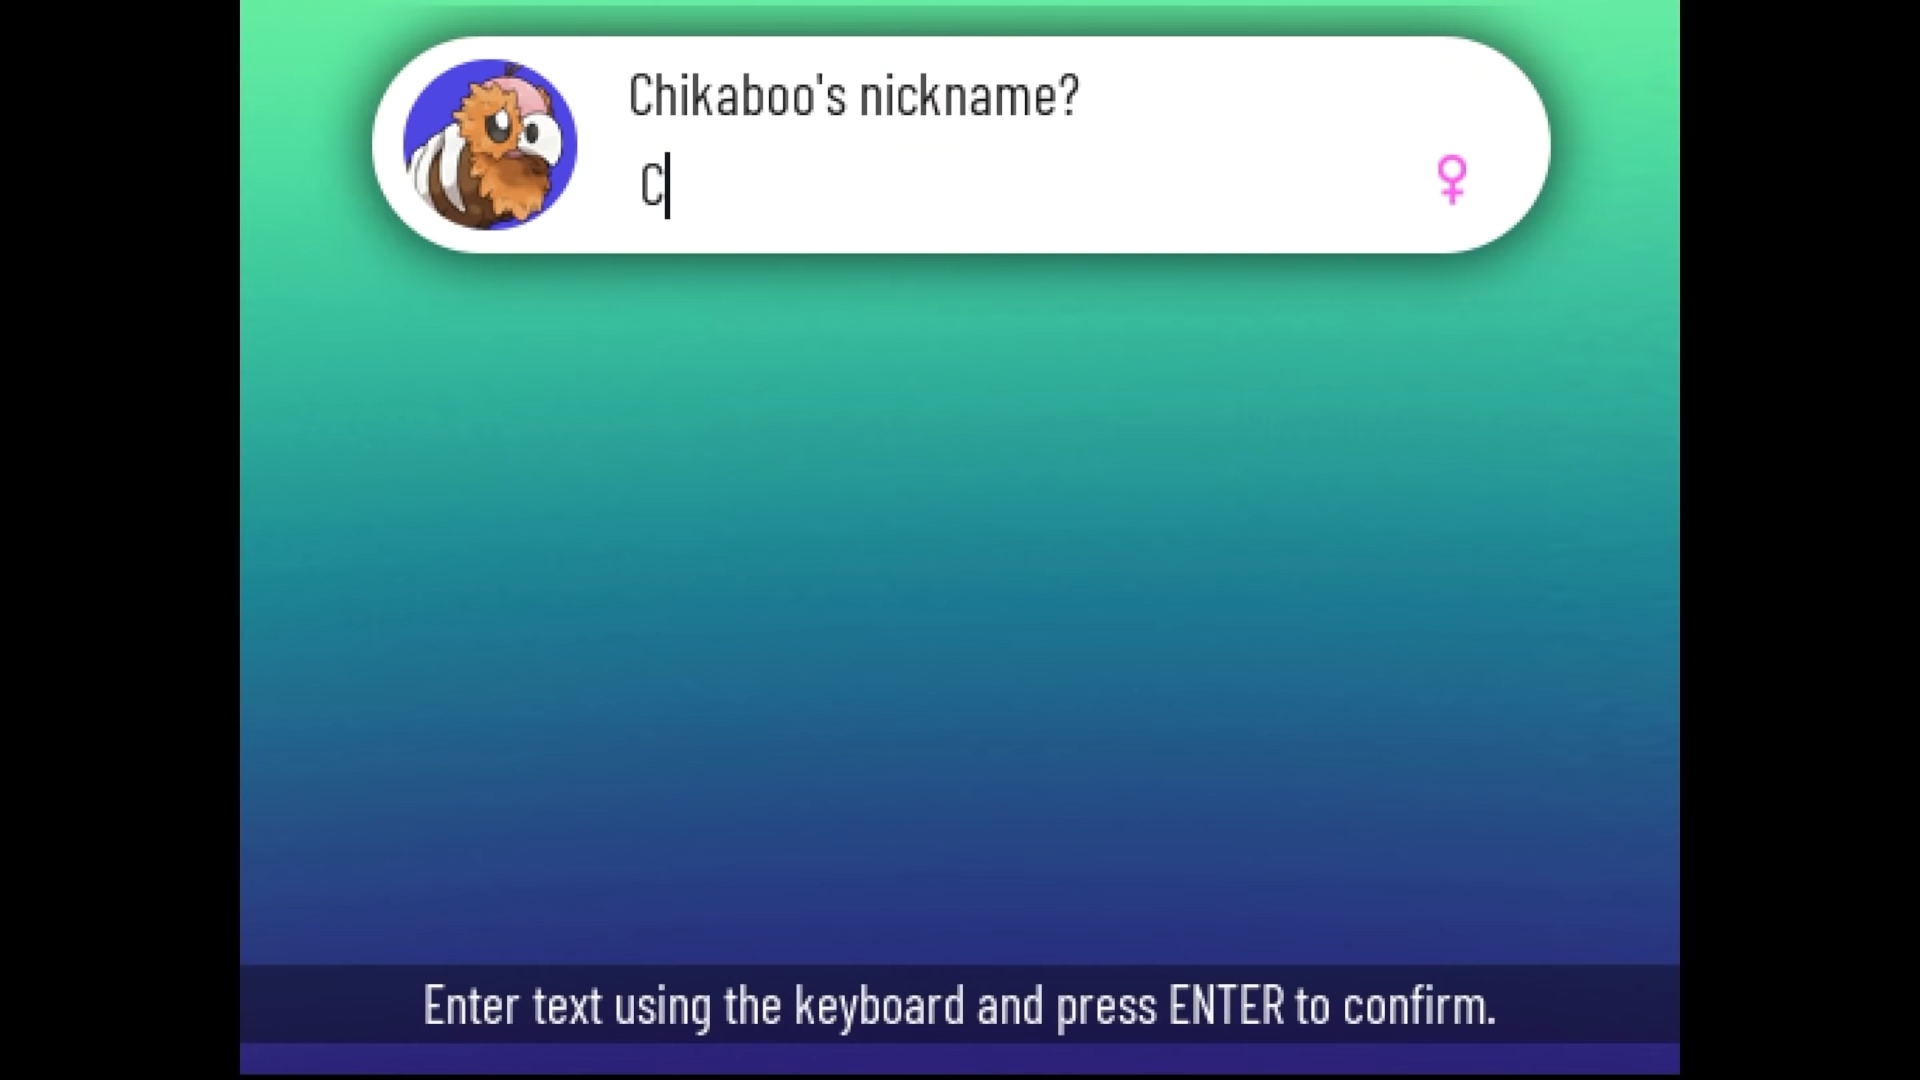 Chikaboo's nickname?
C
Enter text using the keyboard and press ENTER to confirm.